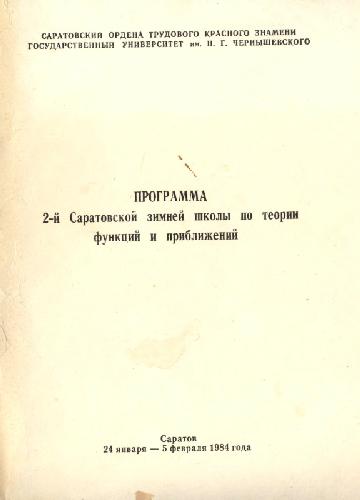 САРАТОВСКИЙ ОРДЕНА ТРУДОВОГО КРАСНОГО ЗНАМЕНИ
ГОСУДАРСТВЕННЫЙ УНИВЕРСИТЕТ им. Н. Г. ЧЕРНЫШЕВСКОГО
ПРОГРАММА
2-й Саратовской зимней школы по теории
функций и приближений
Саратов
24 января — 5 февраля 1984 года